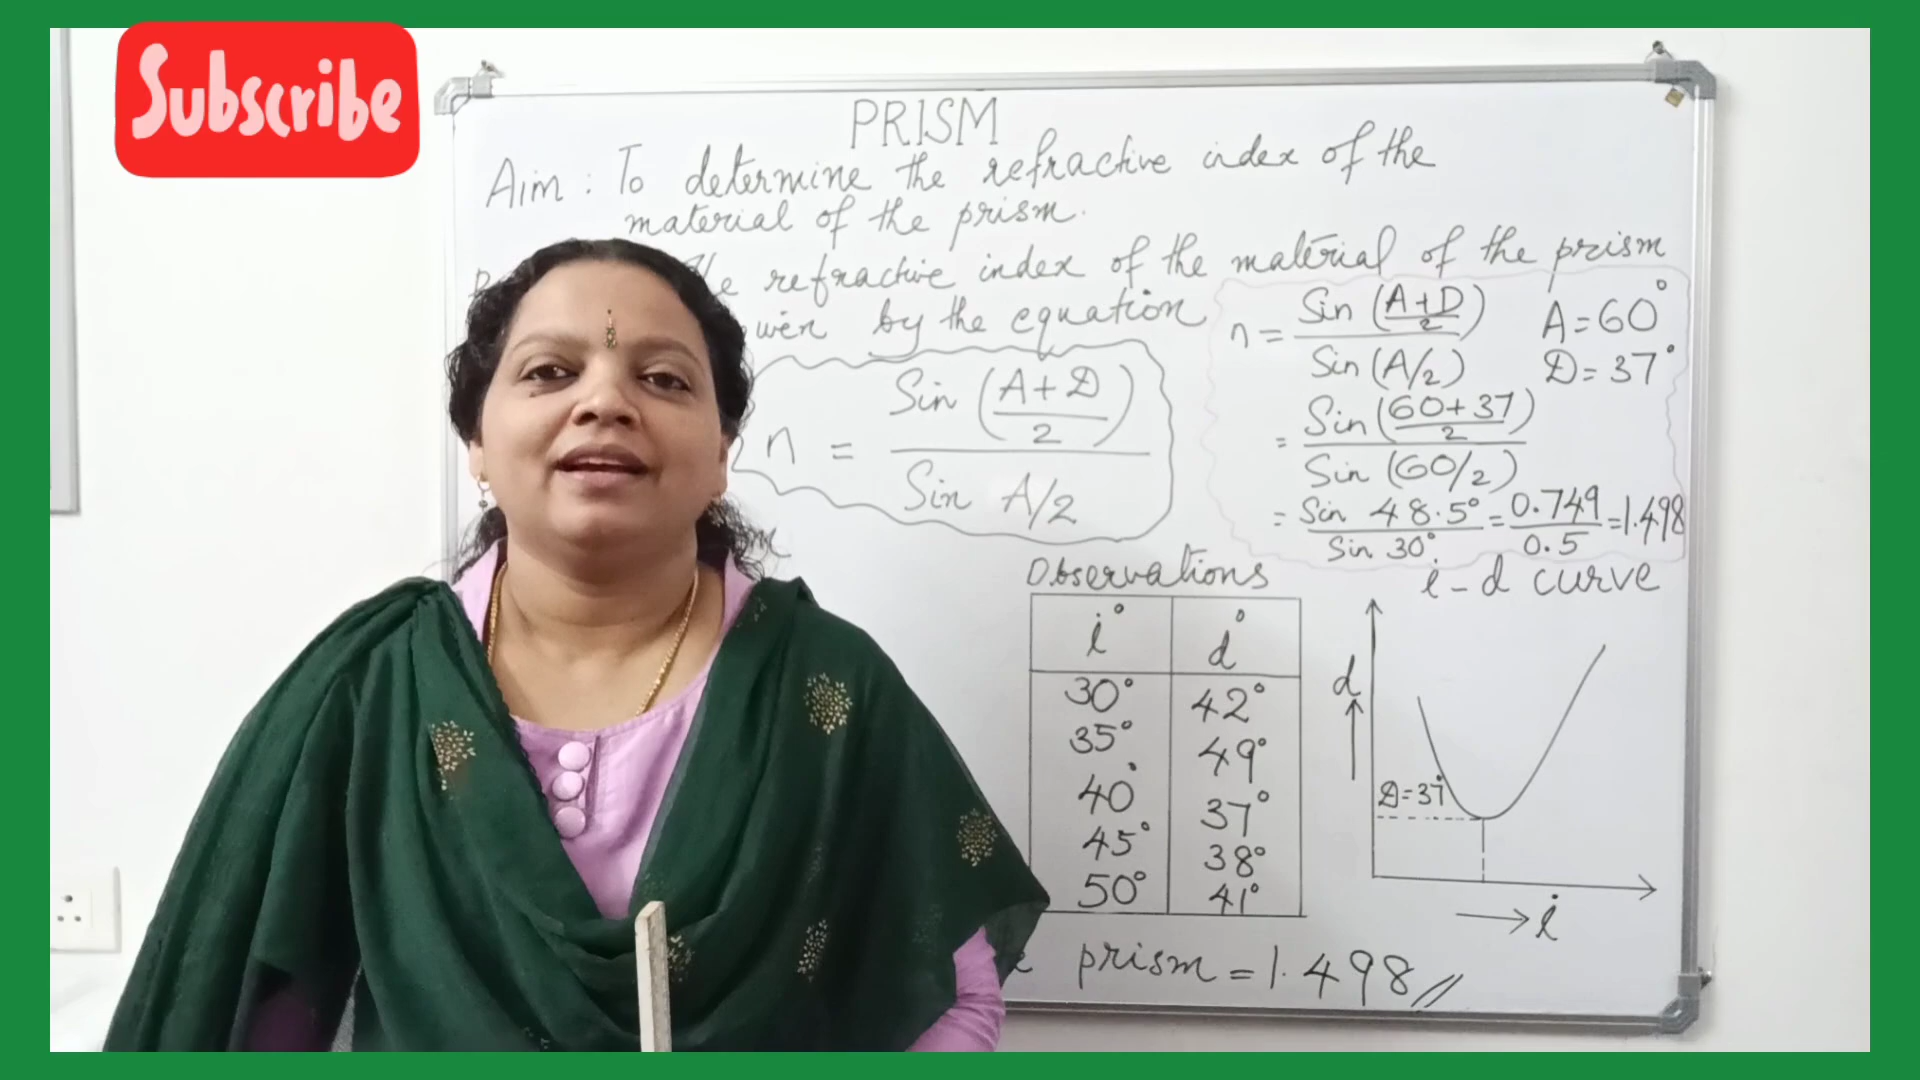 Subscribe
PRISM
Aim : To determine the refractive index of the
material of the prism.
refractive index of the material of the prism
by the equation
n = Sin (A+D/2) / Sin A/2
n = Sin (A+D/2) / Sin (A/2)
A = 60°
D = 37°
= Sin (60+37/2) / Sin (60/2)
= Sin 48.5° / Sin 30° = 0.749 / 0.5 = 1.498
Observations
i° d°
30° 42°
35° 49°
40° 37°
45° 38°
50° 41°
i - d curve
d
D = 37°
i
prism = 1.498 //